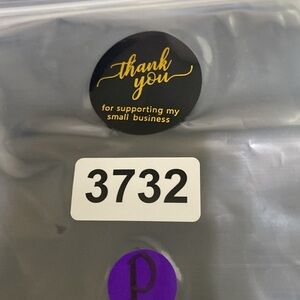 thank
you
for supporting my
small business
3732
p